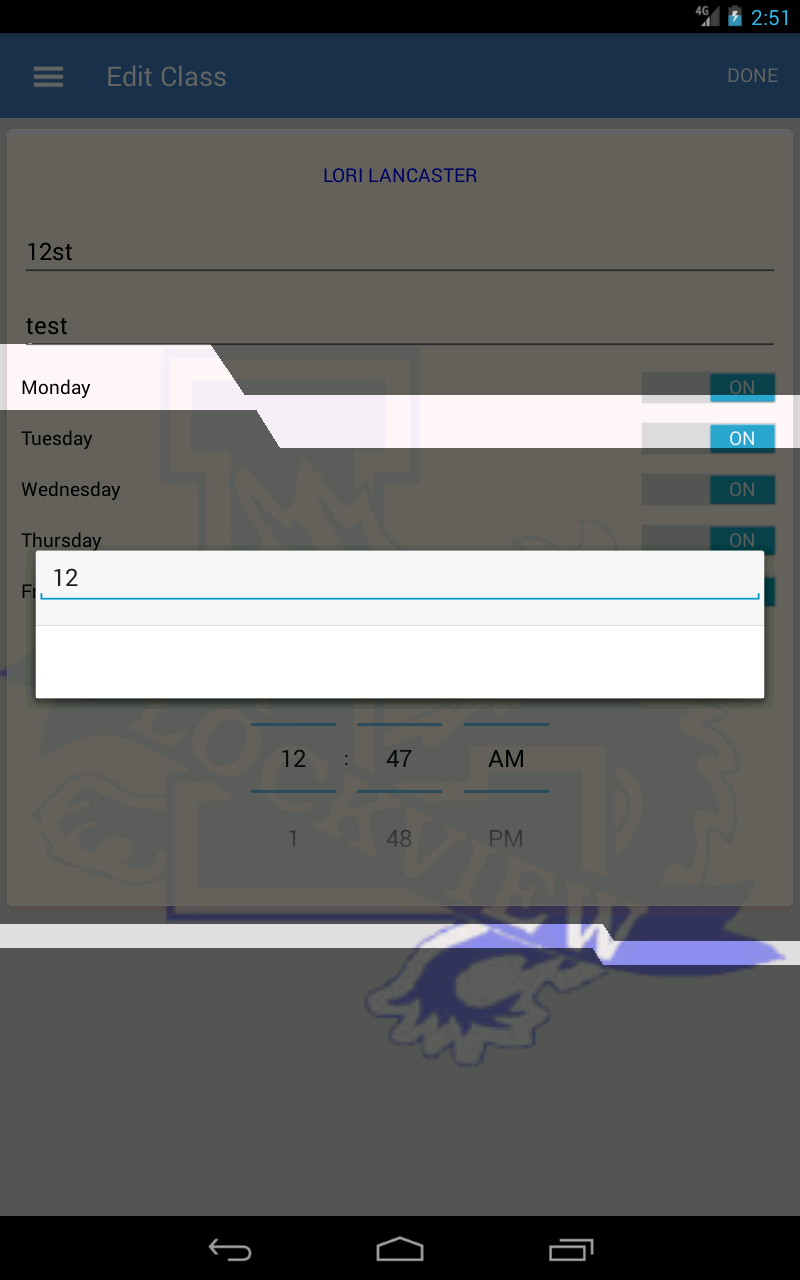 4G 2:51
Edit Class DONE
LORI LANCASTER
12st
test
Monday ON
Tuesday ON
Wednesday ON
Thursday ON
Fr
12
12 : 47 AM
1 48 PM
LOCKVIEW